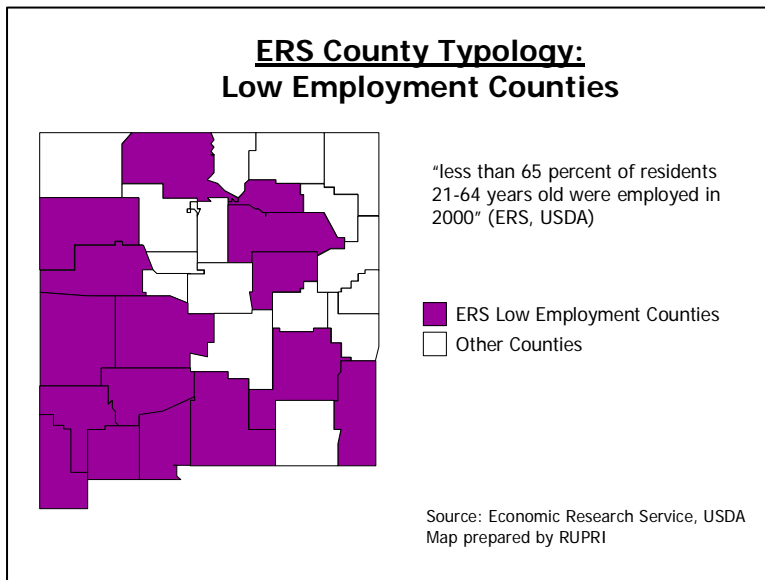 ERS County Typology:
Low Employment Counties
"less than 65 percent of residents
21-64 years old were employed in
2000" (ERS, USDA)
ERS Low Employment Counties
Other Counties
Source: Economic Research Service, USDA
Map prepared by RUPRI